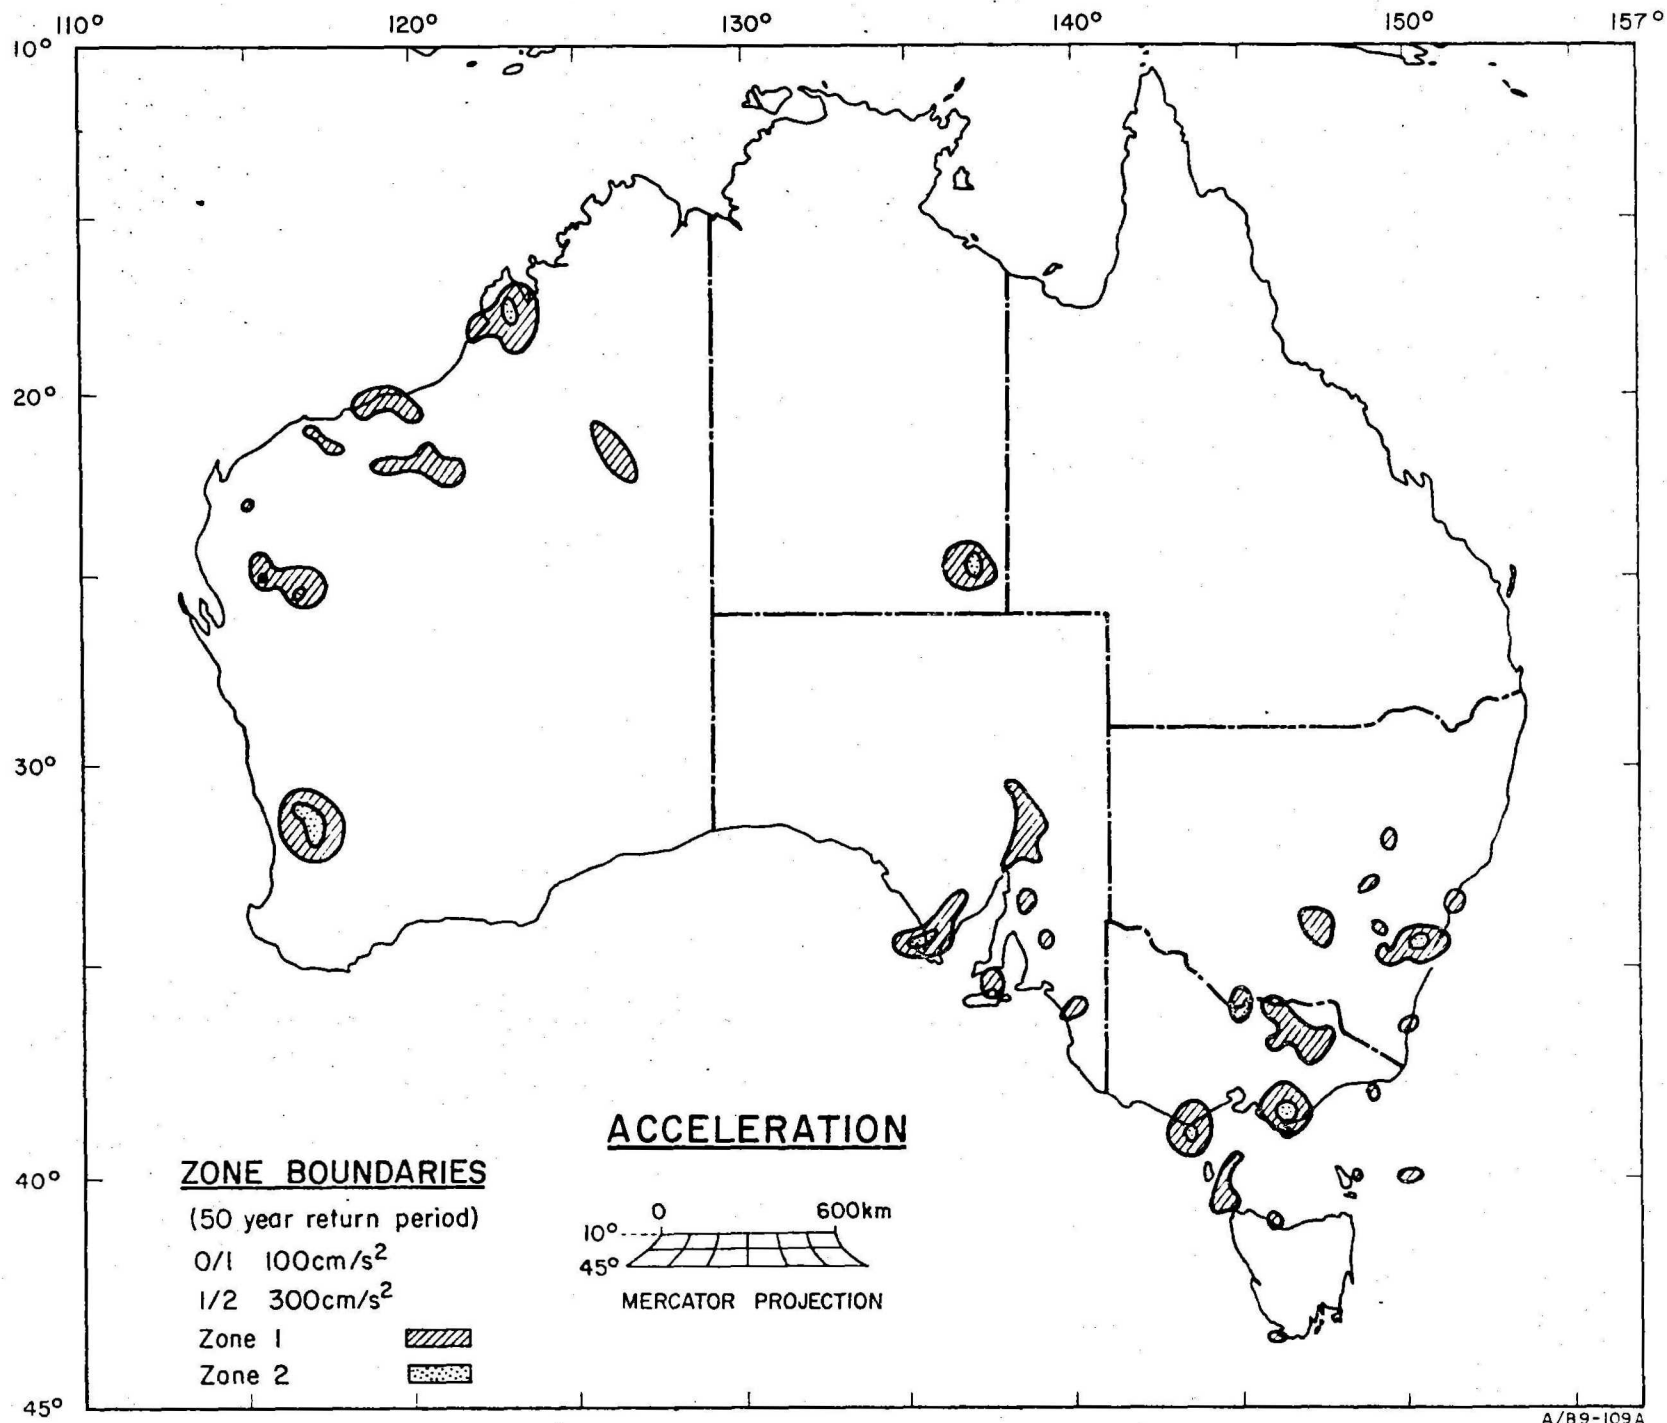 110° 120° 130° 140° 150° 157°
10°
20°
30°
40°
45°
ACCELERATION
ZONE BOUNDARIES
(50 year return period)
0/1 100cm/s²
1/2 300cm/s²
Zone 1
Zone 2
0 600km
10°
45°
MERCATOR PROJECTION
A/B9-109A